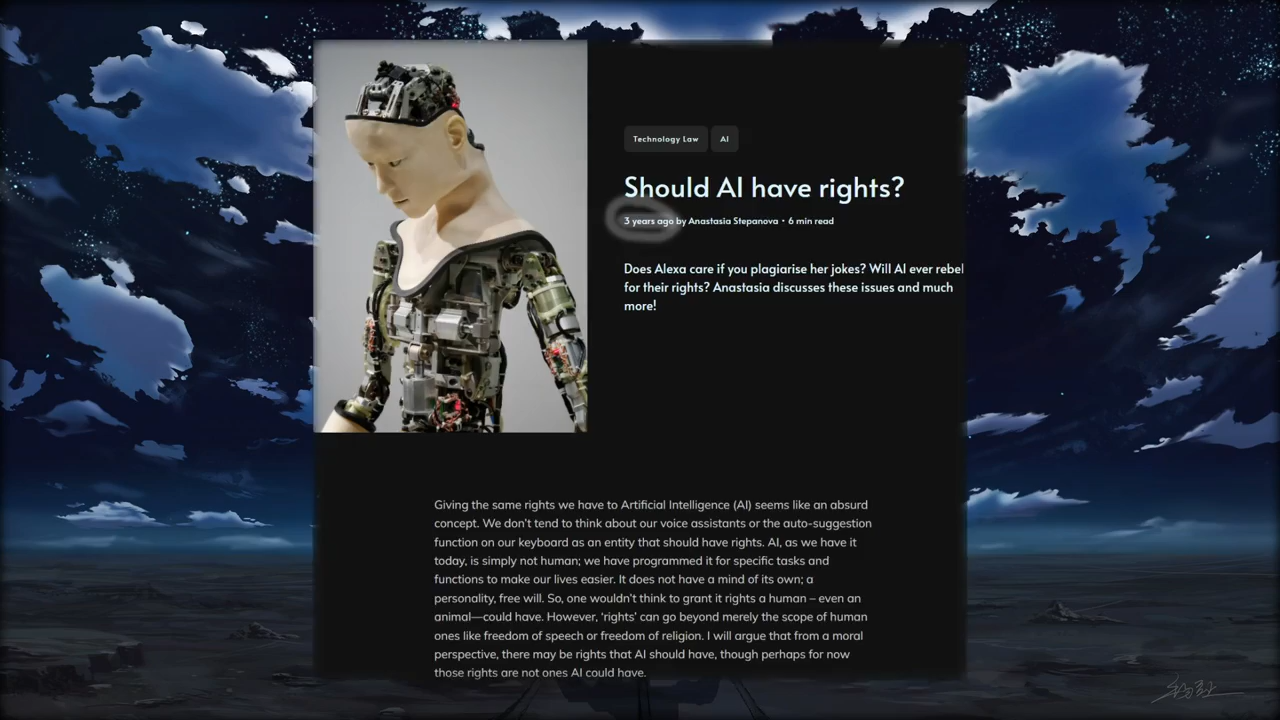 Technology Law AI
Should AI have rights?
3 years ago by Anastasia Stepanova • 6 min read
Does Alexa care if you plagiarise her jokes? Will AI ever rebel
for their rights? Anastasia discusses these issues and much
more!
Giving the same rights we have to Artificial Intelligence (AI) seems like an absurd
concept. We don't tend to think about our voice assistants or the auto-suggestion
function on our keyboard as an entity that should have rights. AI, as we have it
today, is simply not human; we have programmed it for specific tasks and
functions to make our lives easier. It does not have a mind of its own; a
personality, free will. So, one wouldn't think to grant it rights a human – even an
animal—could have. However, 'rights' can go beyond merely the scope of human
ones like freedom of speech or freedom of religion. I will argue that from a moral
perspective, there may be rights that AI should have, though perhaps for now
those rights are not ones AI could have.